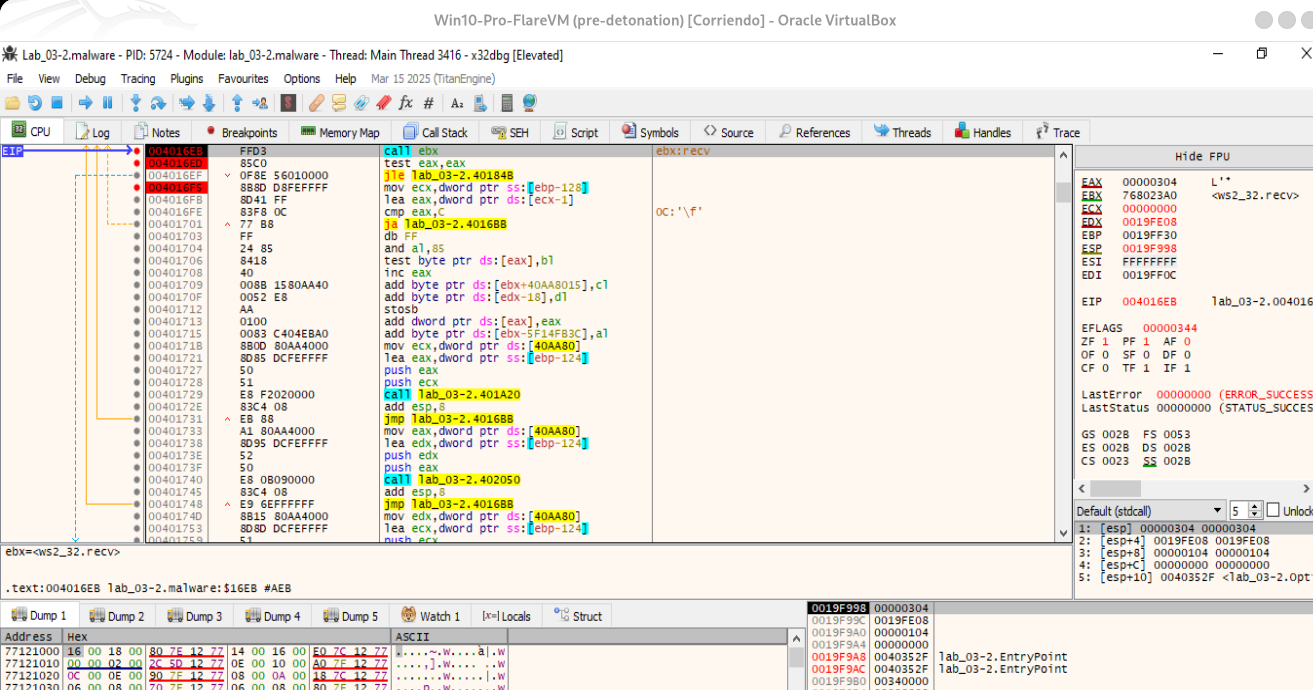 Win10-Pro-FlareVM (pre-detonation) [Corriendo] - Oracle VirtualBox
Lab_03-2.malware - PID: 5724 - Module: lab_03-2.malware - Thread: Main Thread 3416 - x32dbg [Elevated]
File View Debug Tracing Plugins Favourites Options Help Mar 15 2025 (TitanEngine)
CPU Log Notes Breakpoints Memory Map Call Stack SEH Script Symbols Source References Threads Handles Trace
EIP 004016EB FFD3 call ebx ebx:recv
004016ED 85C0 test eax,eax
004016EF 0F8E 56010000 jle lab_03-2.40184B
004016F5 8B8D D8FEFFFF mov ecx,dword ptr ss:[ebp-128]
004016FB 8D41 FF lea eax,dword ptr ds:[ecx-1]
004016FE 83F8 0C cmp eax,C 0C:'\f'
00401701 77 B8 ja lab_03-2.4016BB
00401703 FF db FF
00401704 24 85 and al,85
00401706 8418 test byte ptr ds:[eax],bl
00401708 40 inc eax
00401709 008B 1580AA40 add byte ptr ds:[ebx+40AA8015],cl
0040170F 0052 E8 add byte ptr ds:[edx-18],dl
00401712 AA stosb
00401713 0100 add dword ptr ds:[eax],eax
00401715 0083 C404EBA0 add byte ptr ds:[ebx-5F14FB3C],al
0040171B 8B0D 80AA4000 mov ecx,dword ptr ds:[40AA80]
00401721 8D85 DCFEFFFF lea eax,dword ptr ss:[ebp-124]
00401727 50 push eax
00401728 51 push ecx
00401729 E8 F2020000 call lab_03-2.401A20
0040172E 83C4 08 add esp,8
00401731 EB 88 jmp lab_03-2.4016BB
00401733 A1 80AA4000 mov eax,dword ptr ds:[40AA80]
00401738 8D95 DCFEFFFF lea edx,dword ptr ss:[ebp-124]
0040173E 52 push edx
0040173F 50 push eax
00401740 E8 0B090000 call lab_03-2.402050
00401745 83C4 08 add esp,8
00401748 E9 6EFFFFFF jmp lab_03-2.4016BB
0040174D 8B15 80AA4000 mov edx,dword ptr ds:[40AA80]
00401753 8D8D DCFEFFFF lea ecx,dword ptr ss:[ebp-124]
00401759 51 push ecx
Hide FPU
EAX 00000304 L'˙
EBX 768023A0 <ws2_32.recv>
ECX 00000000
EDX 0019FE08
EBP 0019FF30
ESP 0019F998
ESI FFFFFFFF
EDI 0019FF0C
EIP 004016EB lab_03-2.004016
EFLAGS 00000344
ZF 1 PF 1 AF 0
OF 0 SF 0 DF 0
CF 0 TF 1 IF 1
LastError 00000000 (ERROR_SUCCESS
LastStatus 00000000 (STATUS_SUCCES
GS 002B FS 0053
ES 002B DS 002B
CS 0023 SS 002B
Default (stdcall) 5 Unlock
1: [esp] 00000304 00000304
2: [esp+4] 0019FE08 0019FE08
3: [esp+8] 00000104 00000104
4: [esp+C] 00000000 00000000
5: [esp+10] 0040352F <lab_03-2.Opt
ebx=<ws2_32.recv>
.text:004016EB lab_03-2.malware:$16EB #AEB
Dump 1 Dump 2 Dump 3 Dump 4 Dump 5 Watch 1 [x=] Locals Struct
Address Hex ASCII
77121000 16 00 18 00 80 7E 12 77 14 00 16 00 E0 7C 12 77 .....~.w....à|.w
77121010 00 00 02 00 2C 5D 12 77 0E 00 10 00 A0 7F 12 77
77121020 0C 00 0E 00 90 7F 12 77 08 00 0A 00 18 7C 12 77
77121030 06 00 08 00 70 7F 12 77 06 00 08 00 80 7F 12 77
0019F998 00000304
0019F99C 0019FE08
0019F9A0 00000104
0019F9A4 00000000
0019F9A8 0040352F lab_03-2.EntryPoint
0019F9AC 0040352F lab_03-2.EntryPoint
0019F9B0 00340000